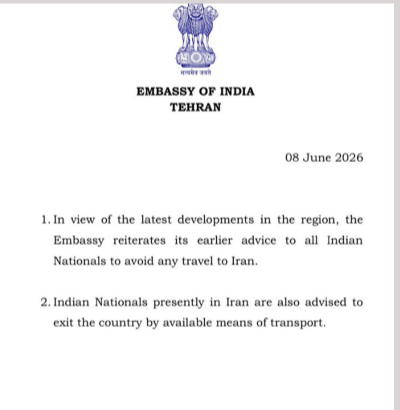 सत्यमेव जयते
EMBASSY OF INDIA
TEHRAN
08 June 2026
1. In view of the latest developments in the region, the
Embassy reiterates its earlier advice to all Indian
Nationals to avoid any travel to Iran.
2. Indian Nationals presently in Iran are also advised to
exit the country by available means of transport.